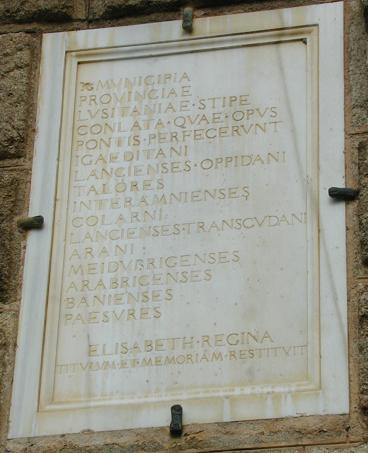 MVNICIPIA
PROVINCIAE
LVSITANIAE·STIPE
CONLATA·QVAE·OPVS
PONTIS·PERFECERVNT
IGAEDITANI
LANCIENSES·OPPIDANI
TALORES
INTERAMNIENSES
COLARNI
LANCIENSES·TRANSCVDANI
ARANI
MEIDVBRIGENSES
ARABRIGENSES
BANIENSES
PAESVRES
ELISABETH·REGINA
TITVLVM·ET·MEMORIAM·RESTITVIT